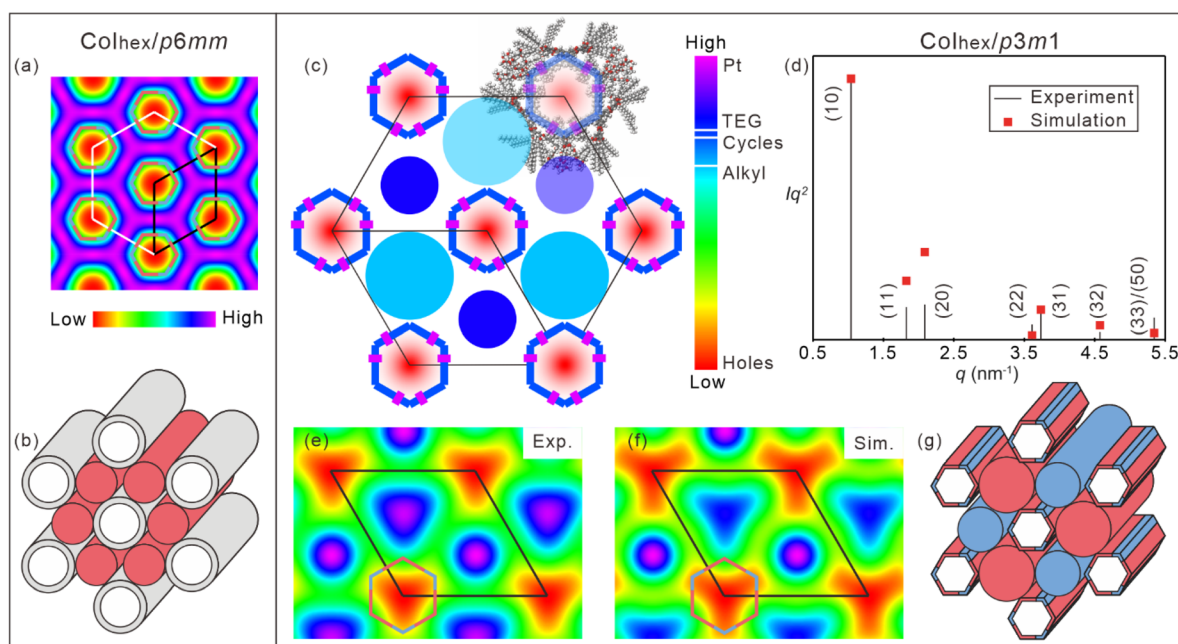 Colhex/p6mm
(a)
Low
High
(b)
(c)
High
Pt
TEG
Cycles
Alkyl
Holes
Low
Colhex/p3m1
(d)
Experiment
Simulation
Iq²
(10)
(11)
(20)
(22)
(31)
(32)
(33)/(50)
0.5 1.5 2.5 3.5 4.5 5.5
q (nm⁻¹)
(e)
Exp.
(f)
Sim.
(g)